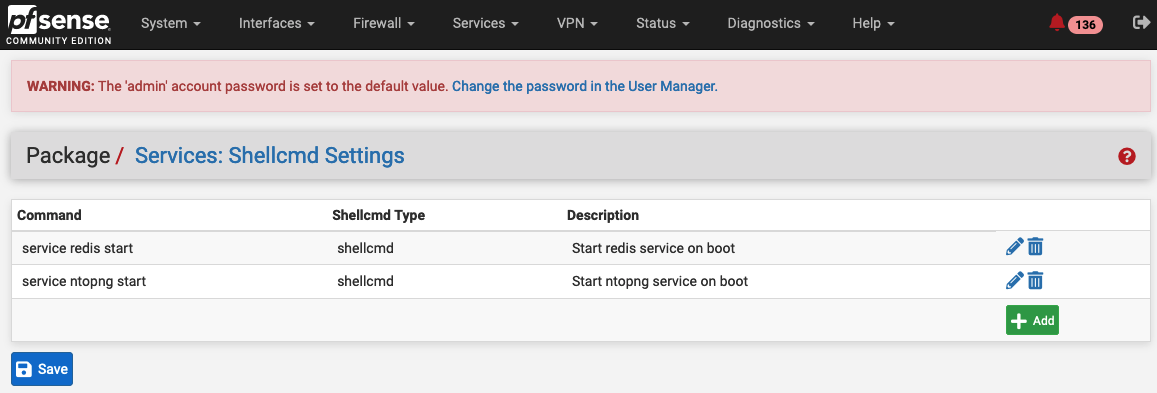 pfsense System Interfaces Firewall Services VPN Status Diagnostics Help 136
COMMUNITY EDITION
WARNING: The 'admin' account password is set to the default value. Change the password in the User Manager.
Package / Services: Shellcmd Settings
Command Shellcmd Type Description
service redis start shellcmd Start redis service on boot
service ntopng start shellcmd Start ntopng service on boot
Add
Save